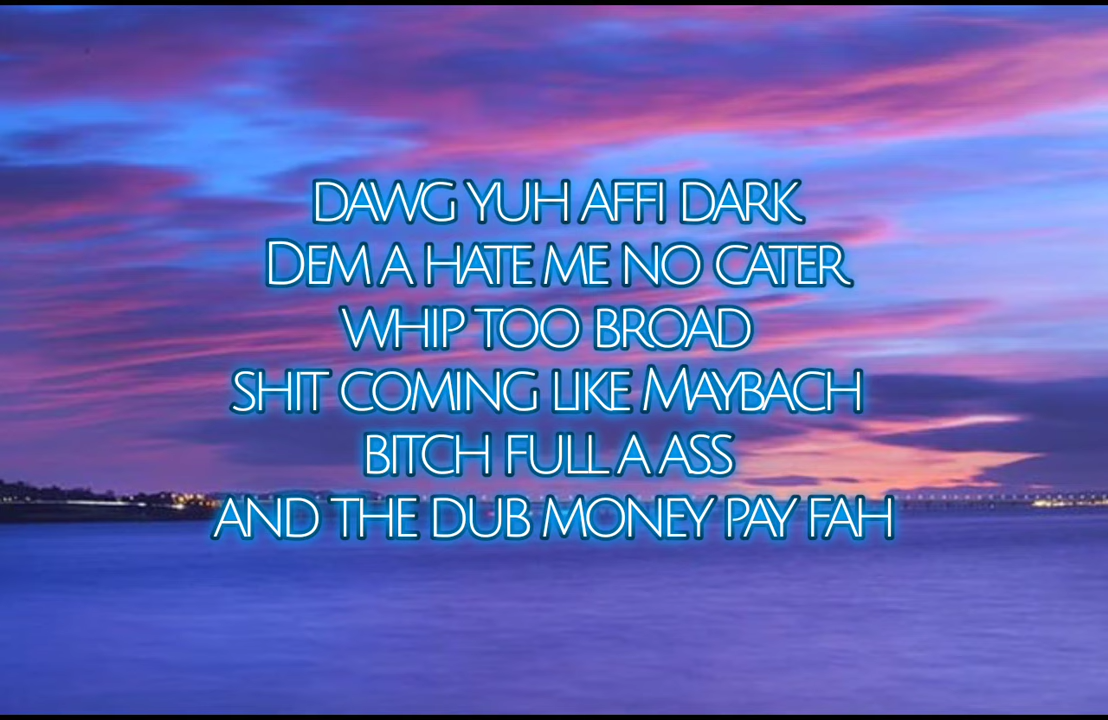 DAWG YUH AFFI DARK
DEM A HATE ME NO CATER
WHIP TOO BROAD
SHIT COMING LIKE MAYBACH
BITCH FULL A ASS
AND THE DUB MONEY PAY FAH